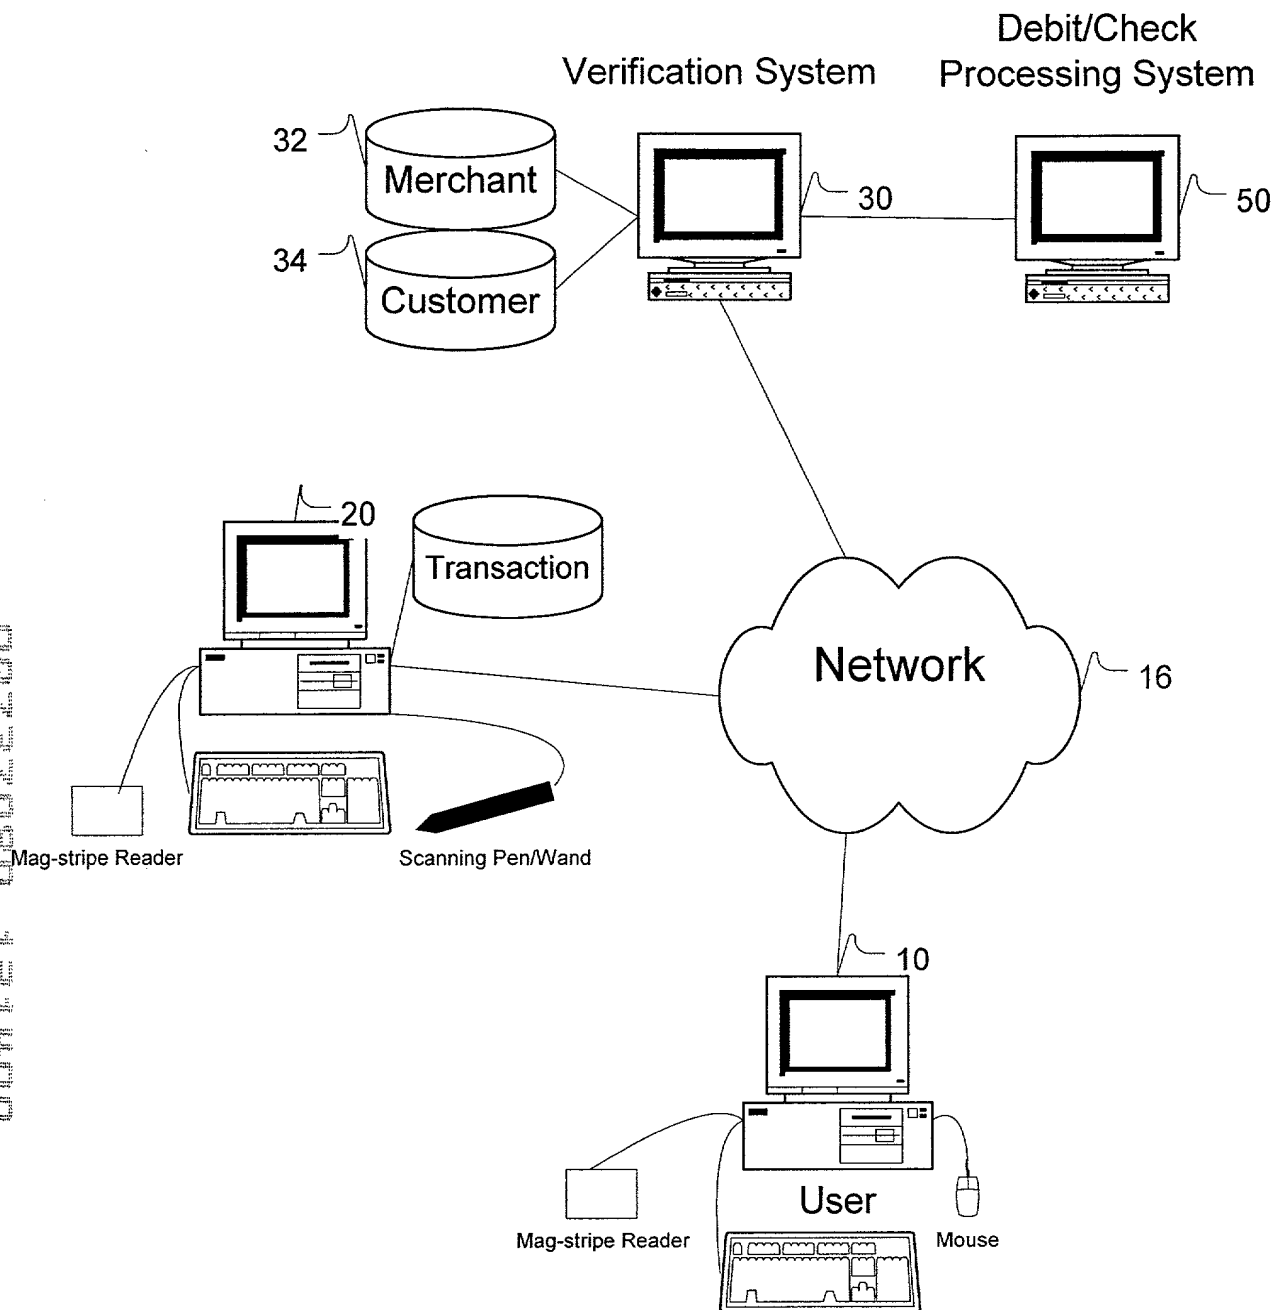 Debit/Check
Verification System
Processing System
32
Merchant
30
50
34
Customer
20
Transaction
Network
16
Mag-stripe Reader
Scanning Pen/Wand
10
User
Mag-stripe Reader
Mouse